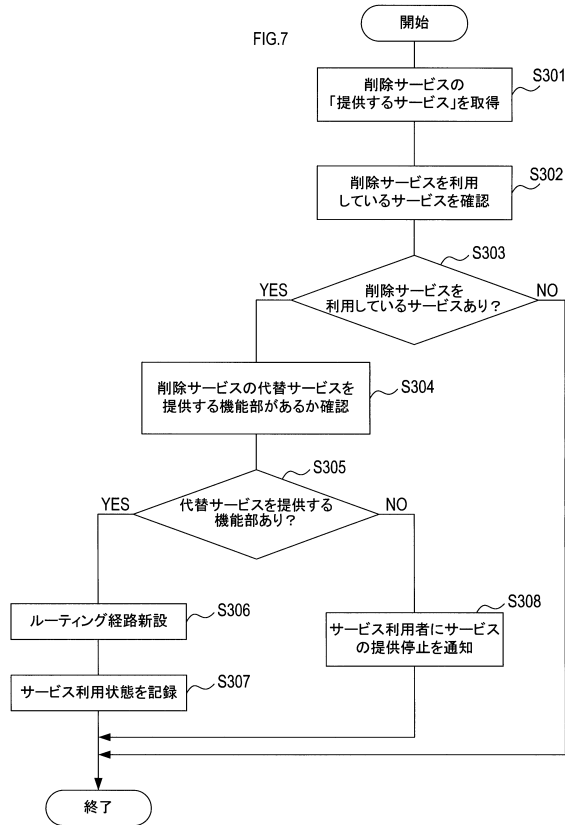 FIG.7
開始
削除サービスの
「提供するサービス」を取得
S301
削除サービスを利用
しているサービスを確認
S302
S303
YES
削除サービスを
利用しているサービスあり?
NO
削除サービスの代替サービスを
提供する機能部があるか確認
S304
S305
YES
代替サービスを提供する
機能部あり?
NO
ルーティング経路新設
S306
S308
サービス利用者にサービス
の提供停止を通知
サービス利用状態を記録
S307
終了